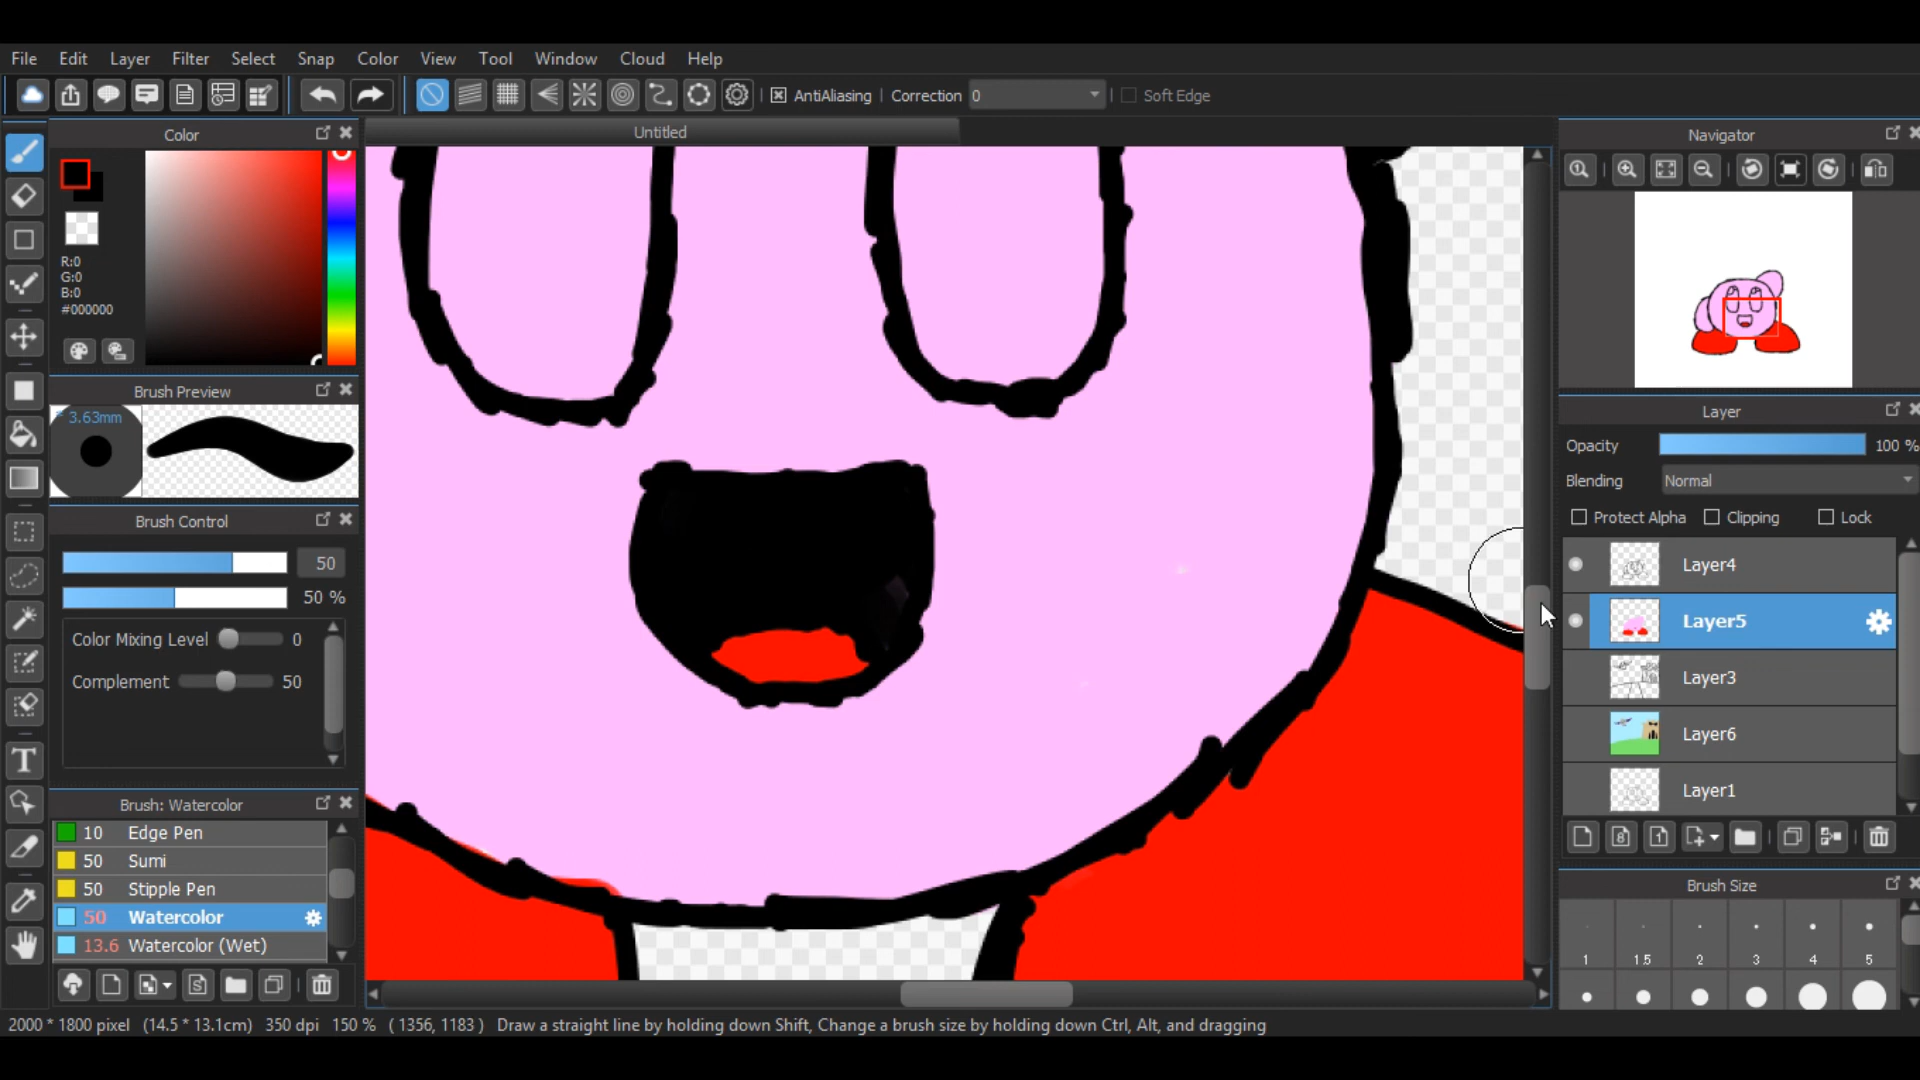 File Edit Layer Filter Select Snap Color View Tool Window Cloud Help
AntiAliasing Correction 0 Soft Edge
Color
Untitled
R:0
G:0
B:0
#000000
Brush Preview
* 3.63mm
Brush Control
50
50 %
Color Mixing Level 0
Complement 50
Brush: Watercolor
10 Edge Pen
50 Sumi
50 Stipple Pen
50 Watercolor
13.6 Watercolor (Wet)
Navigator
Layer
Opacity 100 %
Blending Normal
Protect Alpha Clipping Lock
Layer4
Layer5
Layer3
Layer6
Layer1
Brush Size
1 1.5 2 3 4 5
2000 * 1800 pixel (14.5 * 13.1cm) 350 dpi 150 % ( 1356, 1183 ) Draw a straight line by holding down Shift, Change a brush size by holding down Ctrl, Alt, and dragging